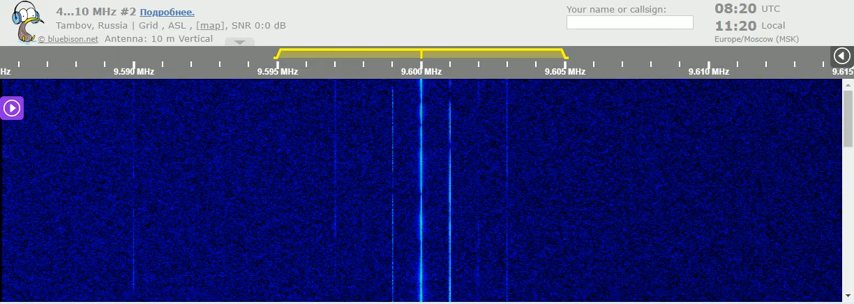 4...10 MHz #2 Подробнее.
Tambov, Russia | Grid , ASL , [map], SNR 0:0 dB
© bluebison.net Antenna: 10 m Vertical
Your name or callsign:
08:20 UTC
11:20 Local
Europe/Moscow (MSK)
Hz 9.590 MHz 9.595 MHz 9.600 MHz 9.605 MHz 9.610 MHz 9.615